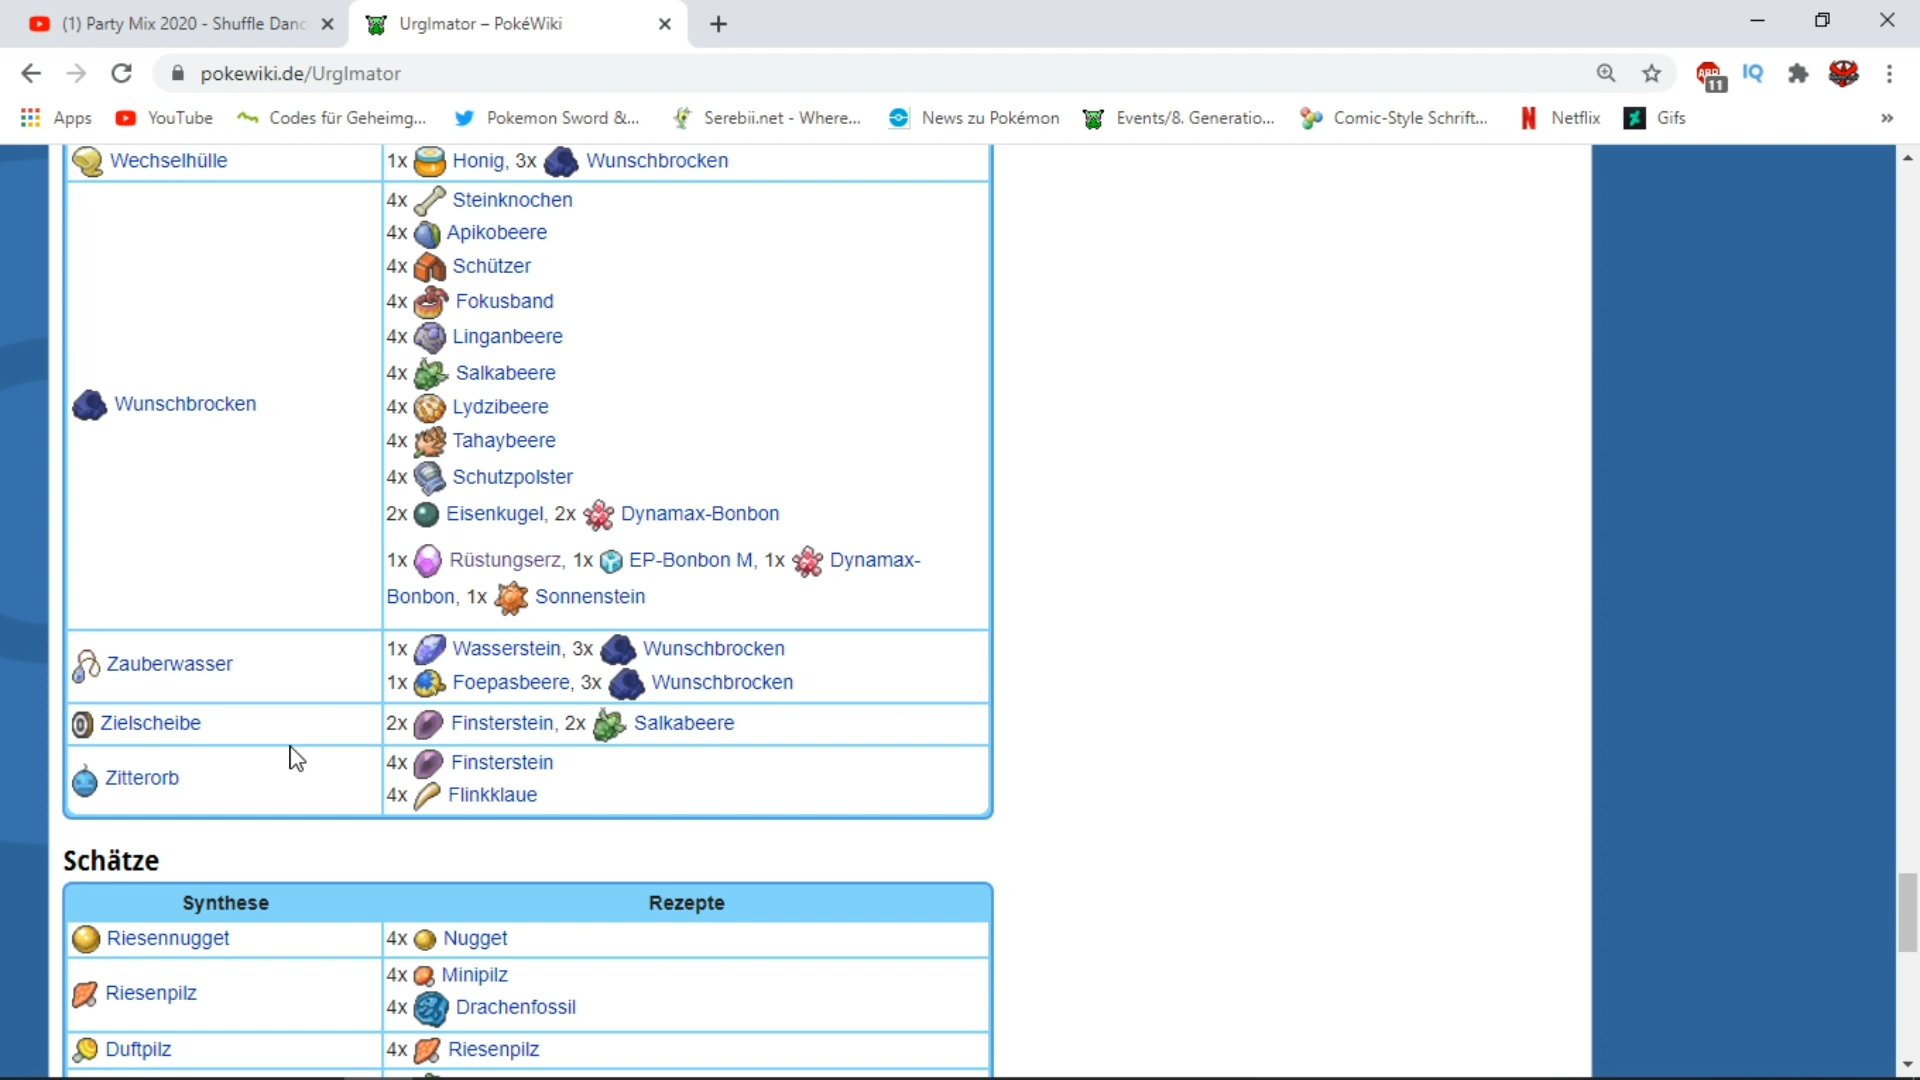 (1) Party Mix 2020 - Shuffle Danc
UrgImator – PokéWiki
pokewiki.de/UrgImator
ABP 11
IQ
Apps
YouTube
Codes für Geheimg...
Pokemon Sword &...
Serebii.net - Where...
News zu Pokémon
Events/8. Generatio...
Comic-Style Schrift...
Netflix
Gifs
»
Wechselhülle
1x Honig, 3x Wunschbrocken
Wunschbrocken
4x Steinknochen
4x Apikobeere
4x Schützer
4x Fokusband
4x Linganbeere
4x Salkabeere
4x Lydzibeere
4x Tahaybeere
4x Schutzpolster
2x Eisenkugel, 2x Dynamax-Bonbon
1x Rüstungserz, 1x EP-Bonbon M, 1x Dynamax-
Bonbon, 1x Sonnenstein
Zauberwasser
1x Wasserstein, 3x Wunschbrocken
1x Foepasbeere, 3x Wunschbrocken
Zielscheibe
2x Finsterstein, 2x Salkabeere
Zitterorb
4x Finsterstein
4x Flinkklaue
Schätze
Synthese Rezepte
Riesennugget
4x Nugget
Riesenpilz
4x Minipilz
4x Drachenfossil
Duftpilz
4x Riesenpilz